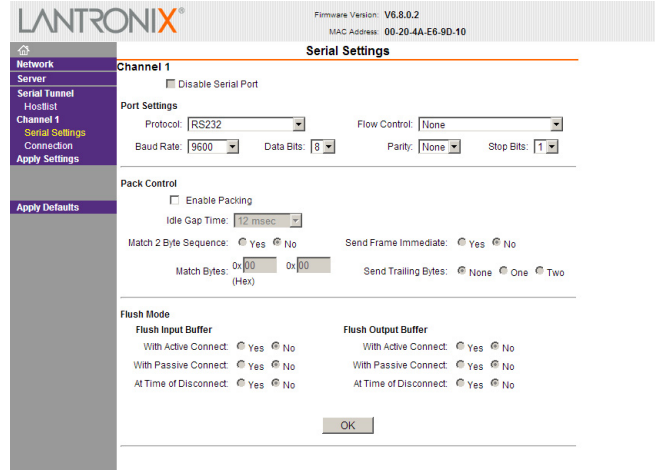 LANTRONIX®
Firmware Version: V6.8.0.2
MAC Address: 00-20-4A-E6-9D-10
Network
Server
Serial Tunnel
Hostlist
Channel 1
Serial Settings
Connection
Apply Settings
Apply Defaults
Serial Settings
Channel 1
Disable Serial Port
Port Settings
Protocol: RS232 Flow Control: None
Baud Rate: 9600 Data Bits: 8 Parity: None Stop Bits: 1
Pack Control
Enable Packing
Idle Gap Time: 12 msec
Match 2 Byte Sequence: Yes No Send Frame Immediate: Yes No
Match Bytes: 0x 00 0x 00 Send Trailing Bytes: None One Two
(Hex)
Flush Mode
Flush Input Buffer Flush Output Buffer
With Active Connect: Yes No With Active Connect: Yes No
With Passive Connect: Yes No With Passive Connect: Yes No
At Time of Disconnect: Yes No At Time of Disconnect: Yes No
OK